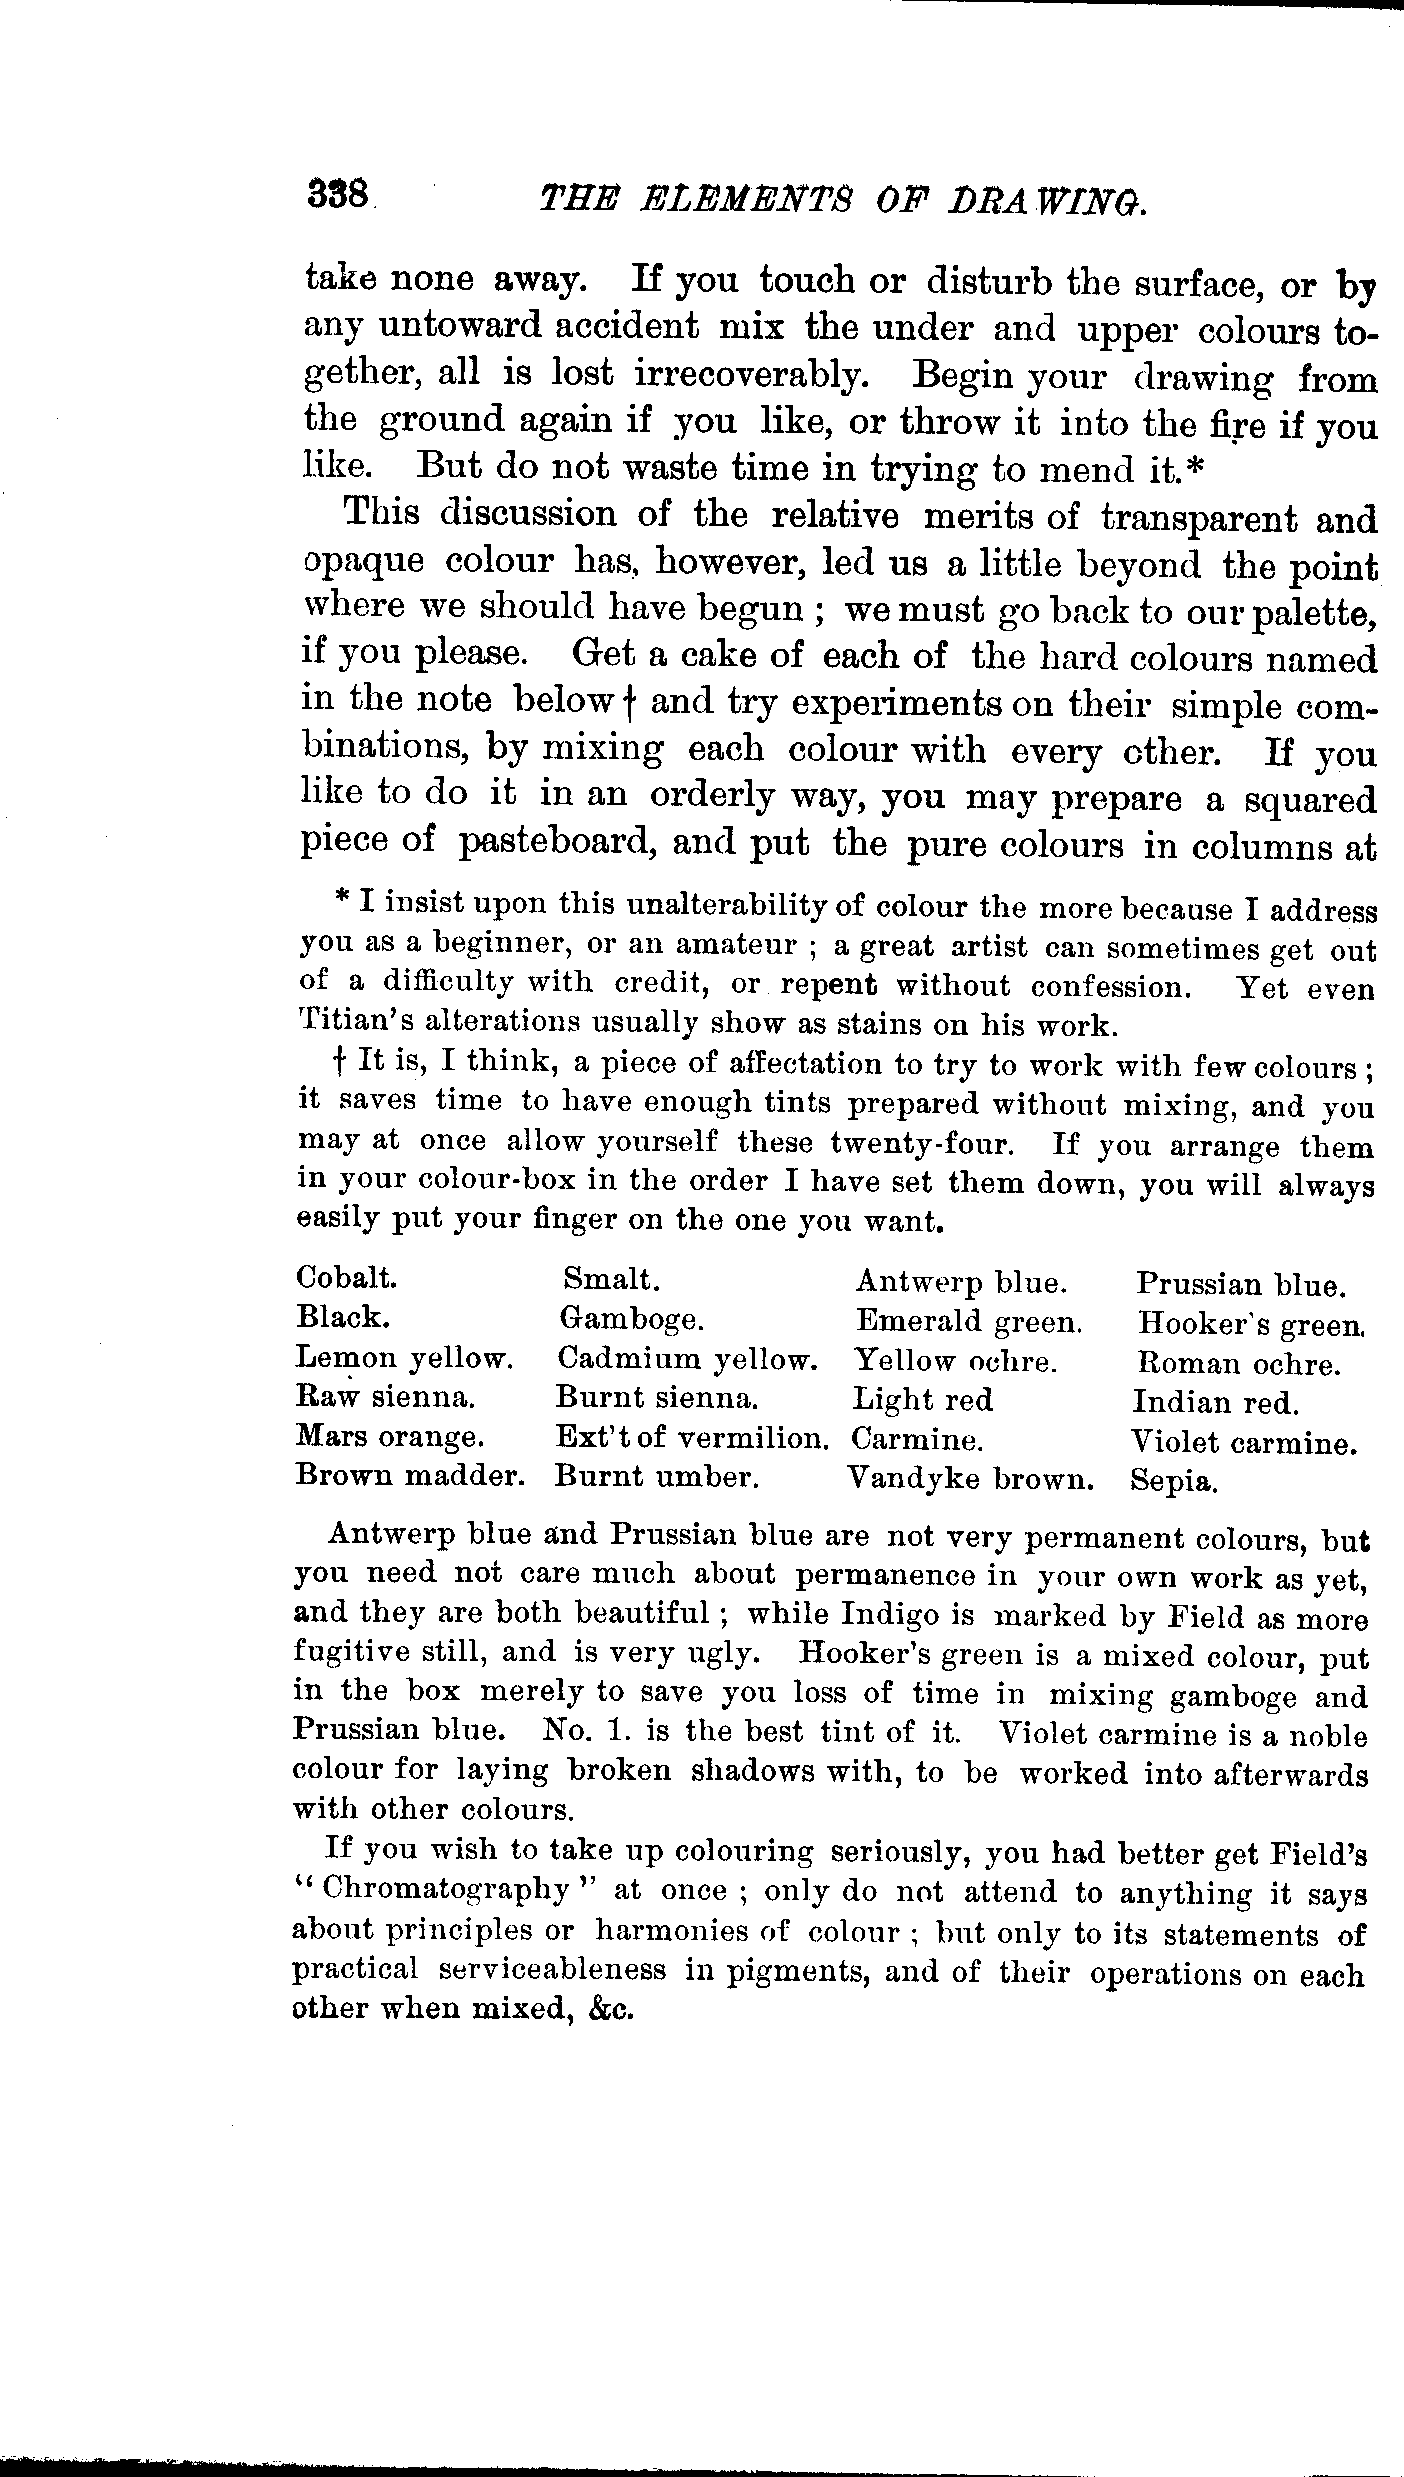 338 THE ELEMENTS OF DRAWING.
take none away. If you touch or disturb the surface, or by
any untoward accident mix the under and upper colours to-
gether, all is lost irrecoverably. Begin your drawing from
the ground again if you like, or throw it into the fire if you
like. But do not waste time in trying to mend it.*
This discussion of the relative merits of transparent and
opaque colour has, however, led us a little beyond the point
where we should have begun ; we must go back to our palette,
if you please. Get a cake of each of the hard colours named
in the note below † and try experiments on their simple com-
binations, by mixing each colour with every other. If you
like to do it in an orderly way, you may prepare a squared
piece of pasteboard, and put the pure colours in columns at
* I insist upon this unalterability of colour the more because I address
you as a beginner, or an amateur ; a great artist can sometimes get out
of a difficulty with credit, or repent without confession. Yet even
Titian's alterations usually show as stains on his work.
† It is, I think, a piece of affectation to try to work with few colours ;
it saves time to have enough tints prepared without mixing, and you
may at once allow yourself these twenty-four. If you arrange them
in your colour-box in the order I have set them down, you will always
easily put your finger on the one you want.
Cobalt. Smalt. Antwerp blue. Prussian blue.
Black. Gamboge. Emerald green. Hooker's green.
Lemon yellow. Cadmium yellow. Yellow ochre. Roman ochre.
Raw sienna. Burnt sienna. Light red Indian red.
Mars orange. Ext't of vermilion. Carmine. Violet carmine.
Brown madder. Burnt umber. Vandyke brown. Sepia.
Antwerp blue and Prussian blue are not very permanent colours, but
you need not care much about permanence in your own work as yet,
and they are both beautiful ; while Indigo is marked by Field as more
fugitive still, and is very ugly. Hooker's green is a mixed colour, put
in the box merely to save you loss of time in mixing gamboge and
Prussian blue. No. 1. is the best tint of it. Violet carmine is a noble
colour for laying broken shadows with, to be worked into afterwards
with other colours.
If you wish to take up colouring seriously, you had better get Field's
“ Chromatography ” at once ; only do not attend to anything it says
about principles or harmonies of colour ; but only to its statements of
practical serviceableness in pigments, and of their operations on each
other when mixed, &c.